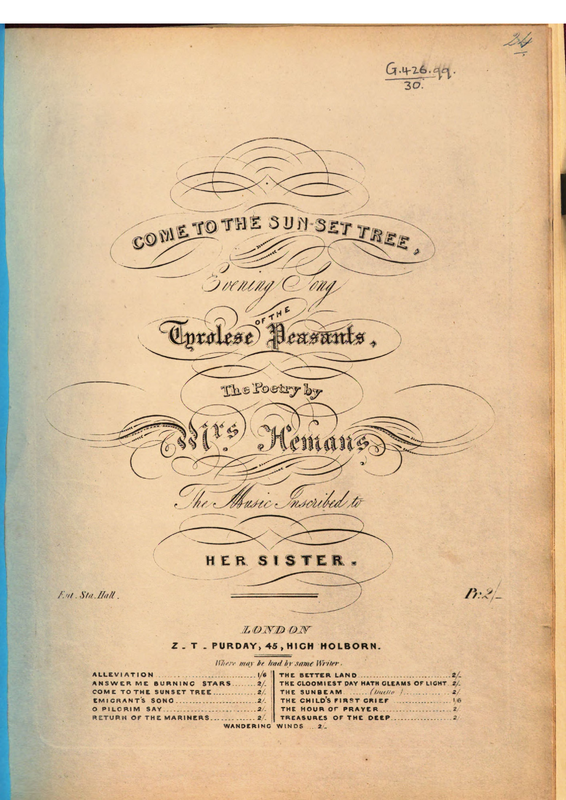 24
G.426.qq.
30.
COME TO THE SUN-SET TREE,
Evening Song
OF THE
Tyrolese Peasants,
The Poetry by
Mrs Hemans
The Music Inscribed to
HER SISTER.
Ent. Sta. Hall. Pr: 2/-
LONDON
Z. T. PURDAY, 45, HIGH HOLBORN.
Where may be had by same Writer.
ALLEVIATION 1/6
ANSWER ME BURNING STARS 2/.
COME TO THE SUNSET TREE 2/.
EMIGRANT'S SONG 2/.
O PILGRIM SAY 2/.
RETURN OF THE MARINERS 2/.
THE BETTER LAND 2/.
THE GLOOMIEST DAY HATH GLEAMS OF LIGHT 2/.
THE SUNBEAM 2/.
THE CHILD'S FIRST GRIEF 1/6
THE HOUR OF PRAYER 2/
TREASURES OF THE DEEP 2/
WANDERING WINDS 2/.